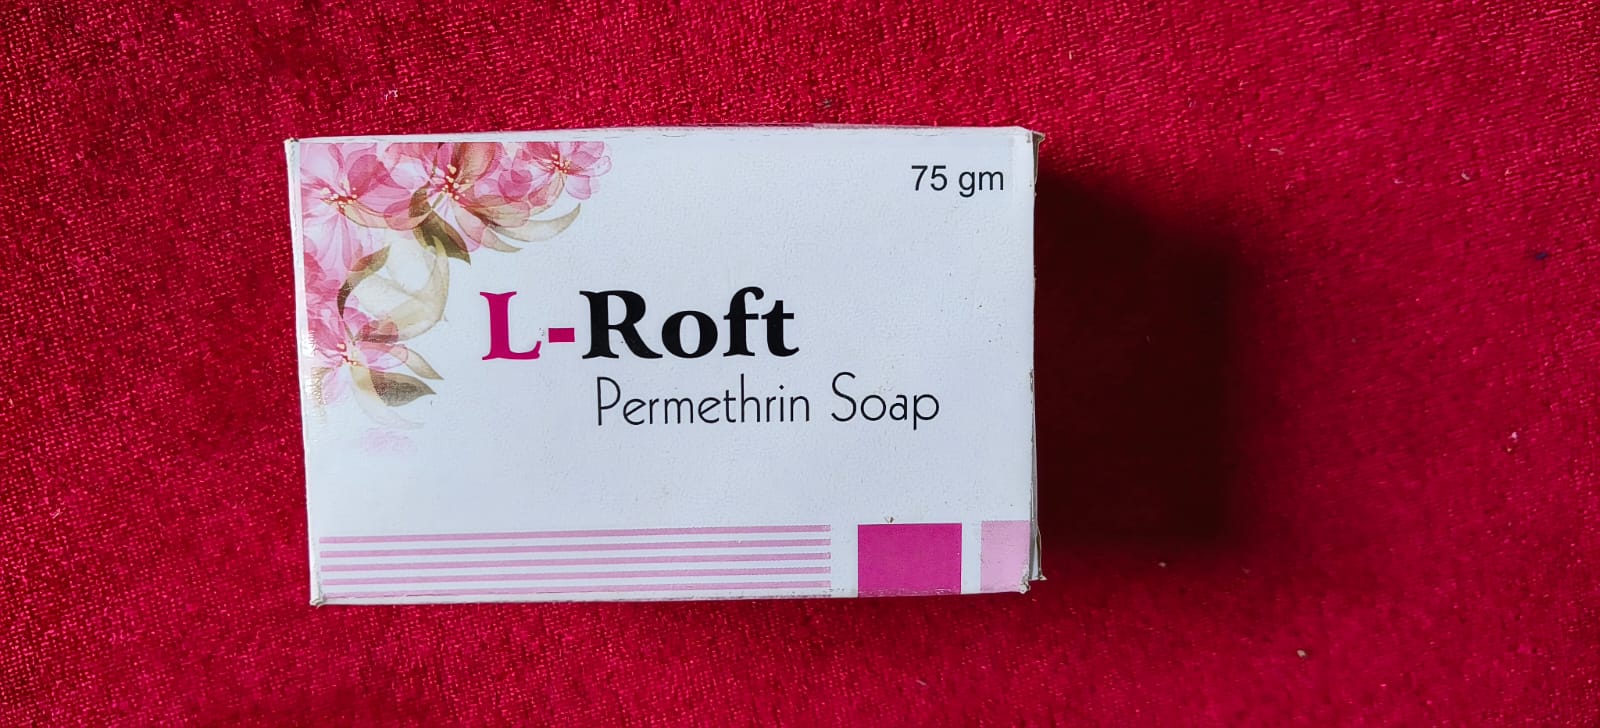 75 gm
L-Roft
Permethrin Soap